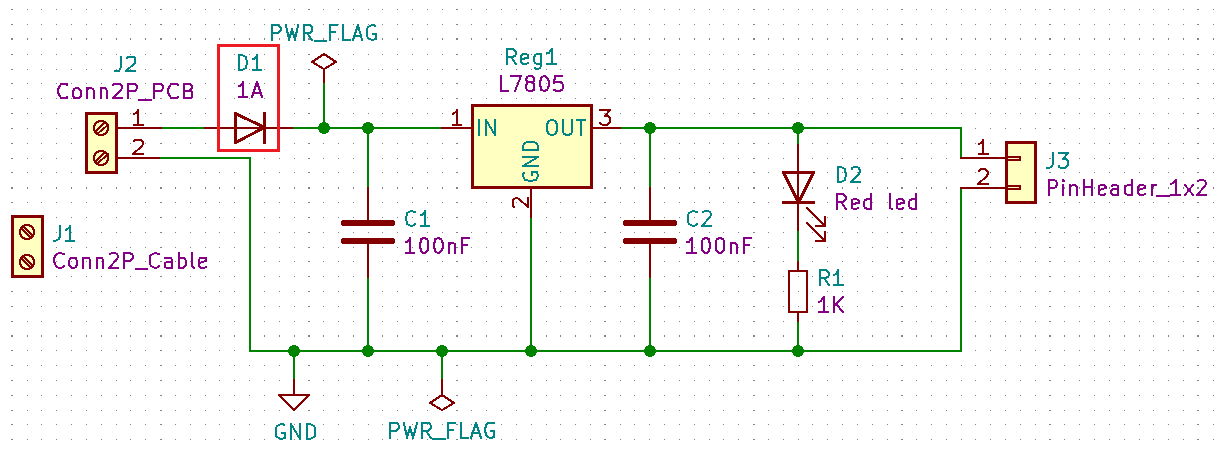 PWR_FLAG
J2
Conn2P_PCB
1
2
D1
1A
Reg1
L7805
1
IN
OUT
3
GND
2
C1
100nF
C2
100nF
D2
Red led
R1
1K
1
2
J3
PinHeader_1x2
J1
Conn2P_Cable
GND
PWR_FLAG